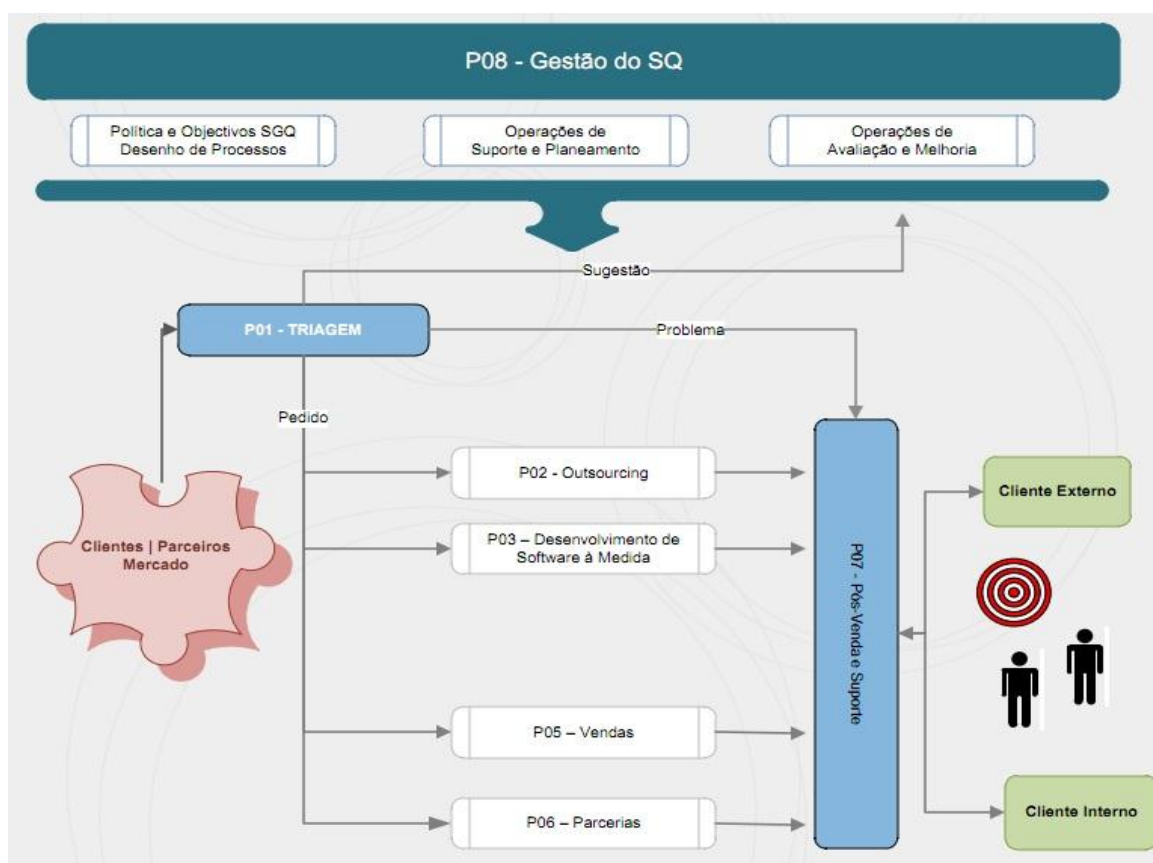 P08 - Gestão do SQ
Política e Objectivos SGQ
Desenho de Processos
Operações de
Suporte e Planeamento
Operações de
Avaliação e Melhoria
Sugestão
P01 - TRIAGEM
Problema
Pedido
Clientes | Parceiros
Mercado
P02 - Outsourcing
P03 – Desenvolvimento de
Software à Medida
P05 – Vendas
P06 – Parcerias
P07 - Pós-Venda e Suporte
Cliente Externo
Cliente Interno